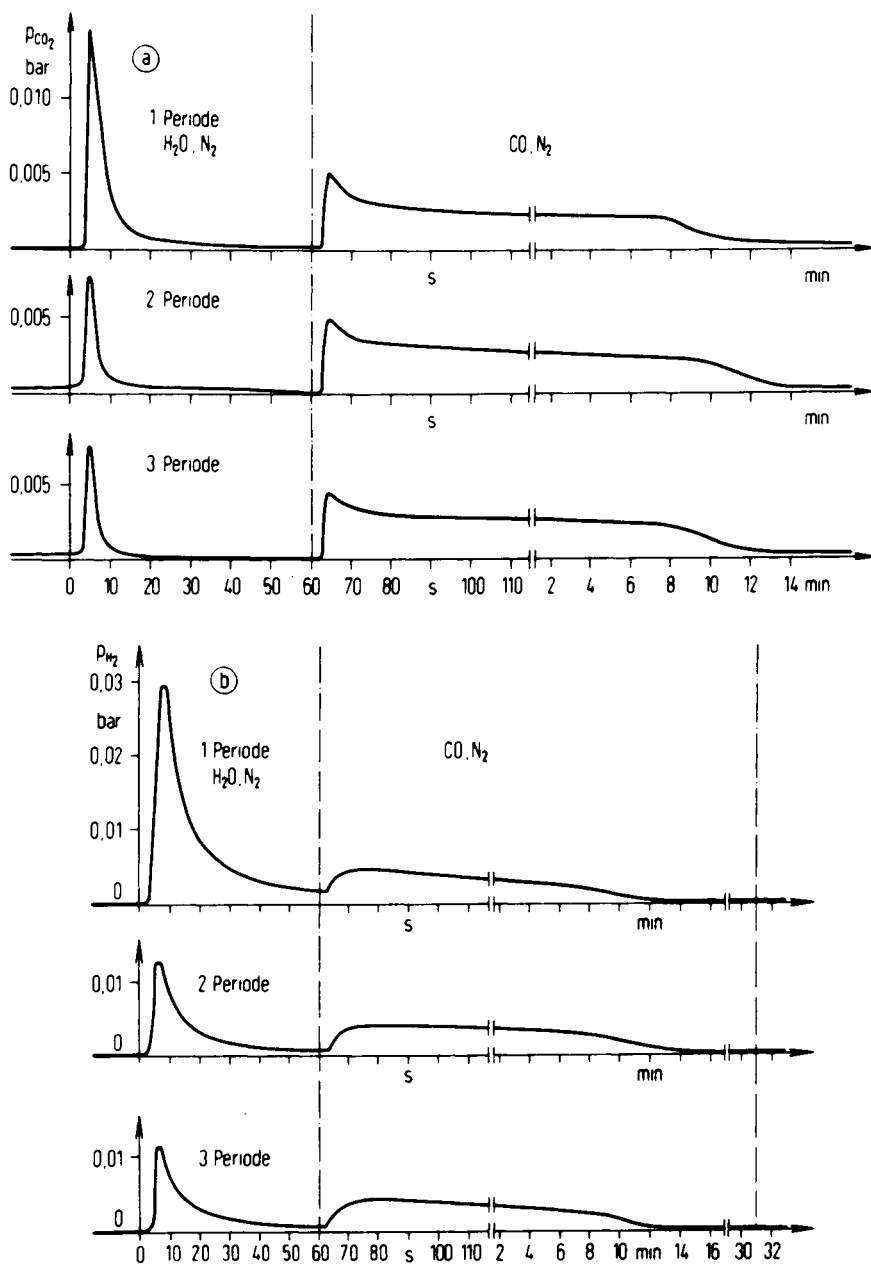 PCO₂
bar
ⓐ
0,010
0,005
1 Periode
H₂O, N₂
CO, N₂
s min
2 Periode
0,005
s min
3 Periode
0,005
0 10 20 30 40 50 60 70 80 90 100 s 110 2 4 6 8 10 12 14 min
PH₂
bar
ⓑ
0,03
0,02
0,01
0
1 Periode
H₂O, N₂
CO, N₂
s min
2 Periode
0,01
0
s min
3 Periode
0,01
0
0 10 20 30 40 50 60 70 80 s 100 110 2 4 6 8 10 min 14 16 30 32